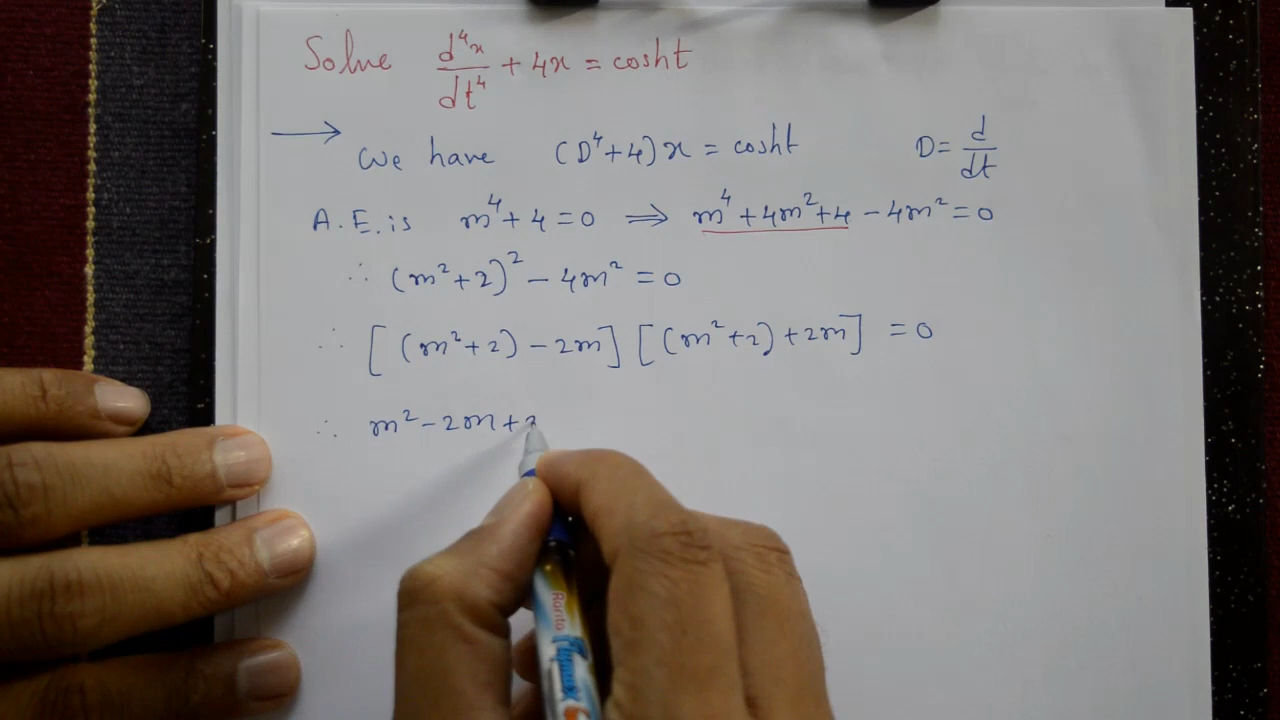 Solve d⁴x/dt⁴ + 4x = cosht
→ We have (D⁴+4)x = cosht D = d/dt
A.E. is m⁴+4=0 ⇒ m⁴+4m²+4-4m²=0
∴ (m²+2)² - 4m² = 0
∴ [(m²+2) - 2m] [(m²+2)+2m] = 0
∴ m² - 2m +
Rorito